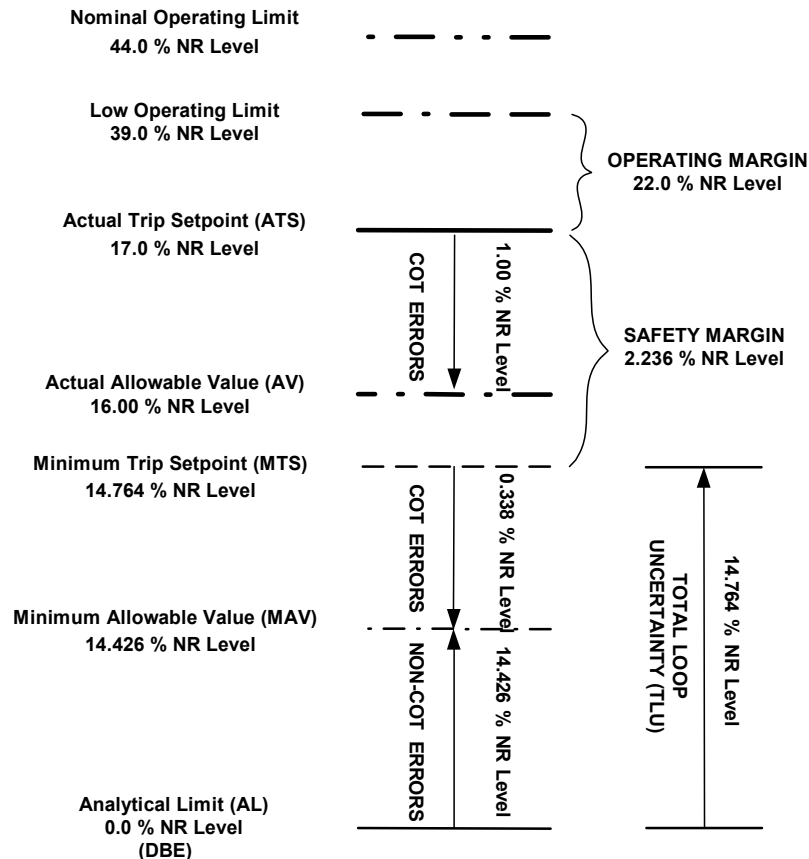 Nominal Operating Limit
44.0 % NR Level
Low Operating Limit
39.0 % NR Level
OPERATING MARGIN
22.0 % NR Level
Actual Trip Setpoint (ATS)
17.0 % NR Level
COT ERRORS
1.00 % NR Level
SAFETY MARGIN
2.236 % NR Level
Actual Allowable Value (AV)
16.00 % NR Level
Minimum Trip Setpoint (MTS)
14.764 % NR Level
COT ERRORS
0.338 % NR Level
TOTAL LOOP
UNCERTAINTY (TLU)
14.764 % NR Level
Minimum Allowable Value (MAV)
14.426 % NR Level
NON-COT ERRORS
14.426 % NR Level
Analytical Limit (AL)
0.0 % NR Level
(DBE)